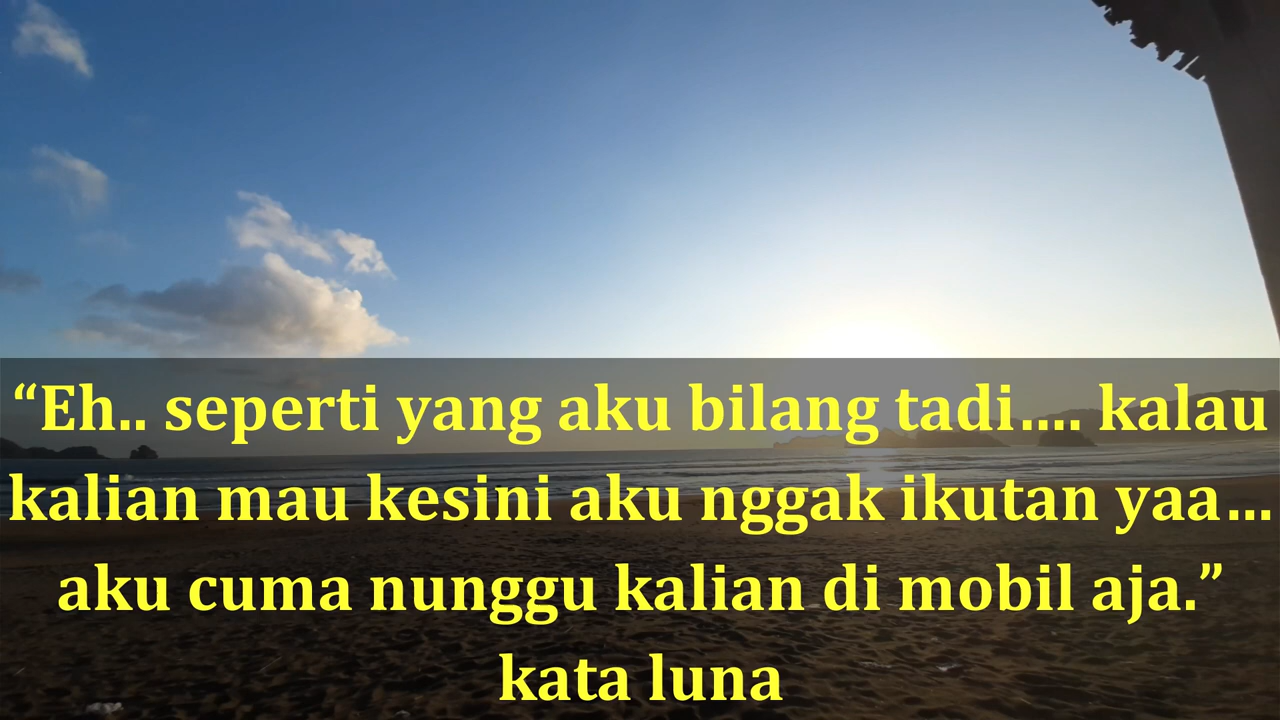 “Eh.. seperti yang aku bilang tadi…. kalau
kalian mau kesini aku nggak ikutan yaa…
aku cuma nunggu kalian di mobil aja.”
kata luna